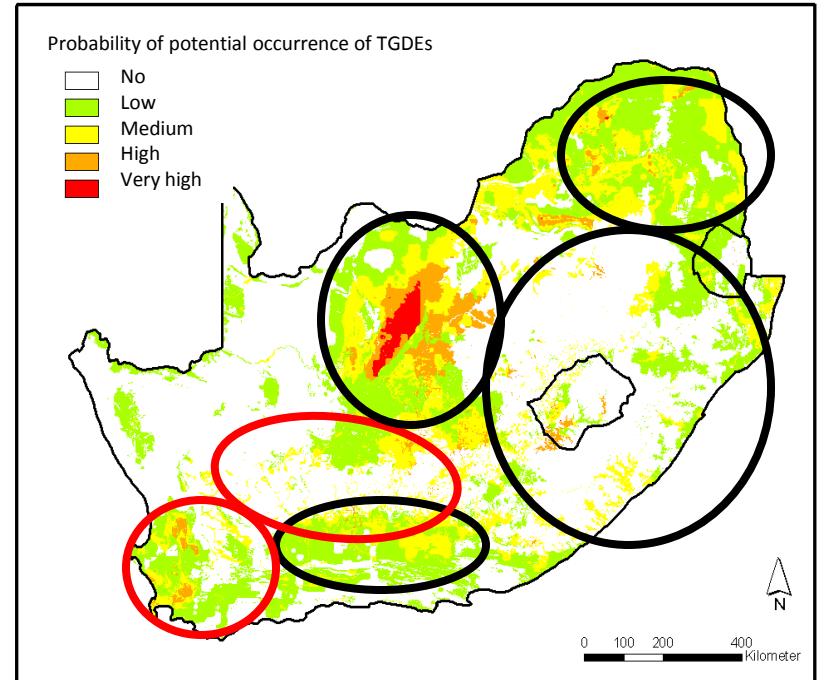 Probability of potential occurrence of TGDEs
No
Low
Medium
High
Very high
N
0 100 200 400
Kilometer